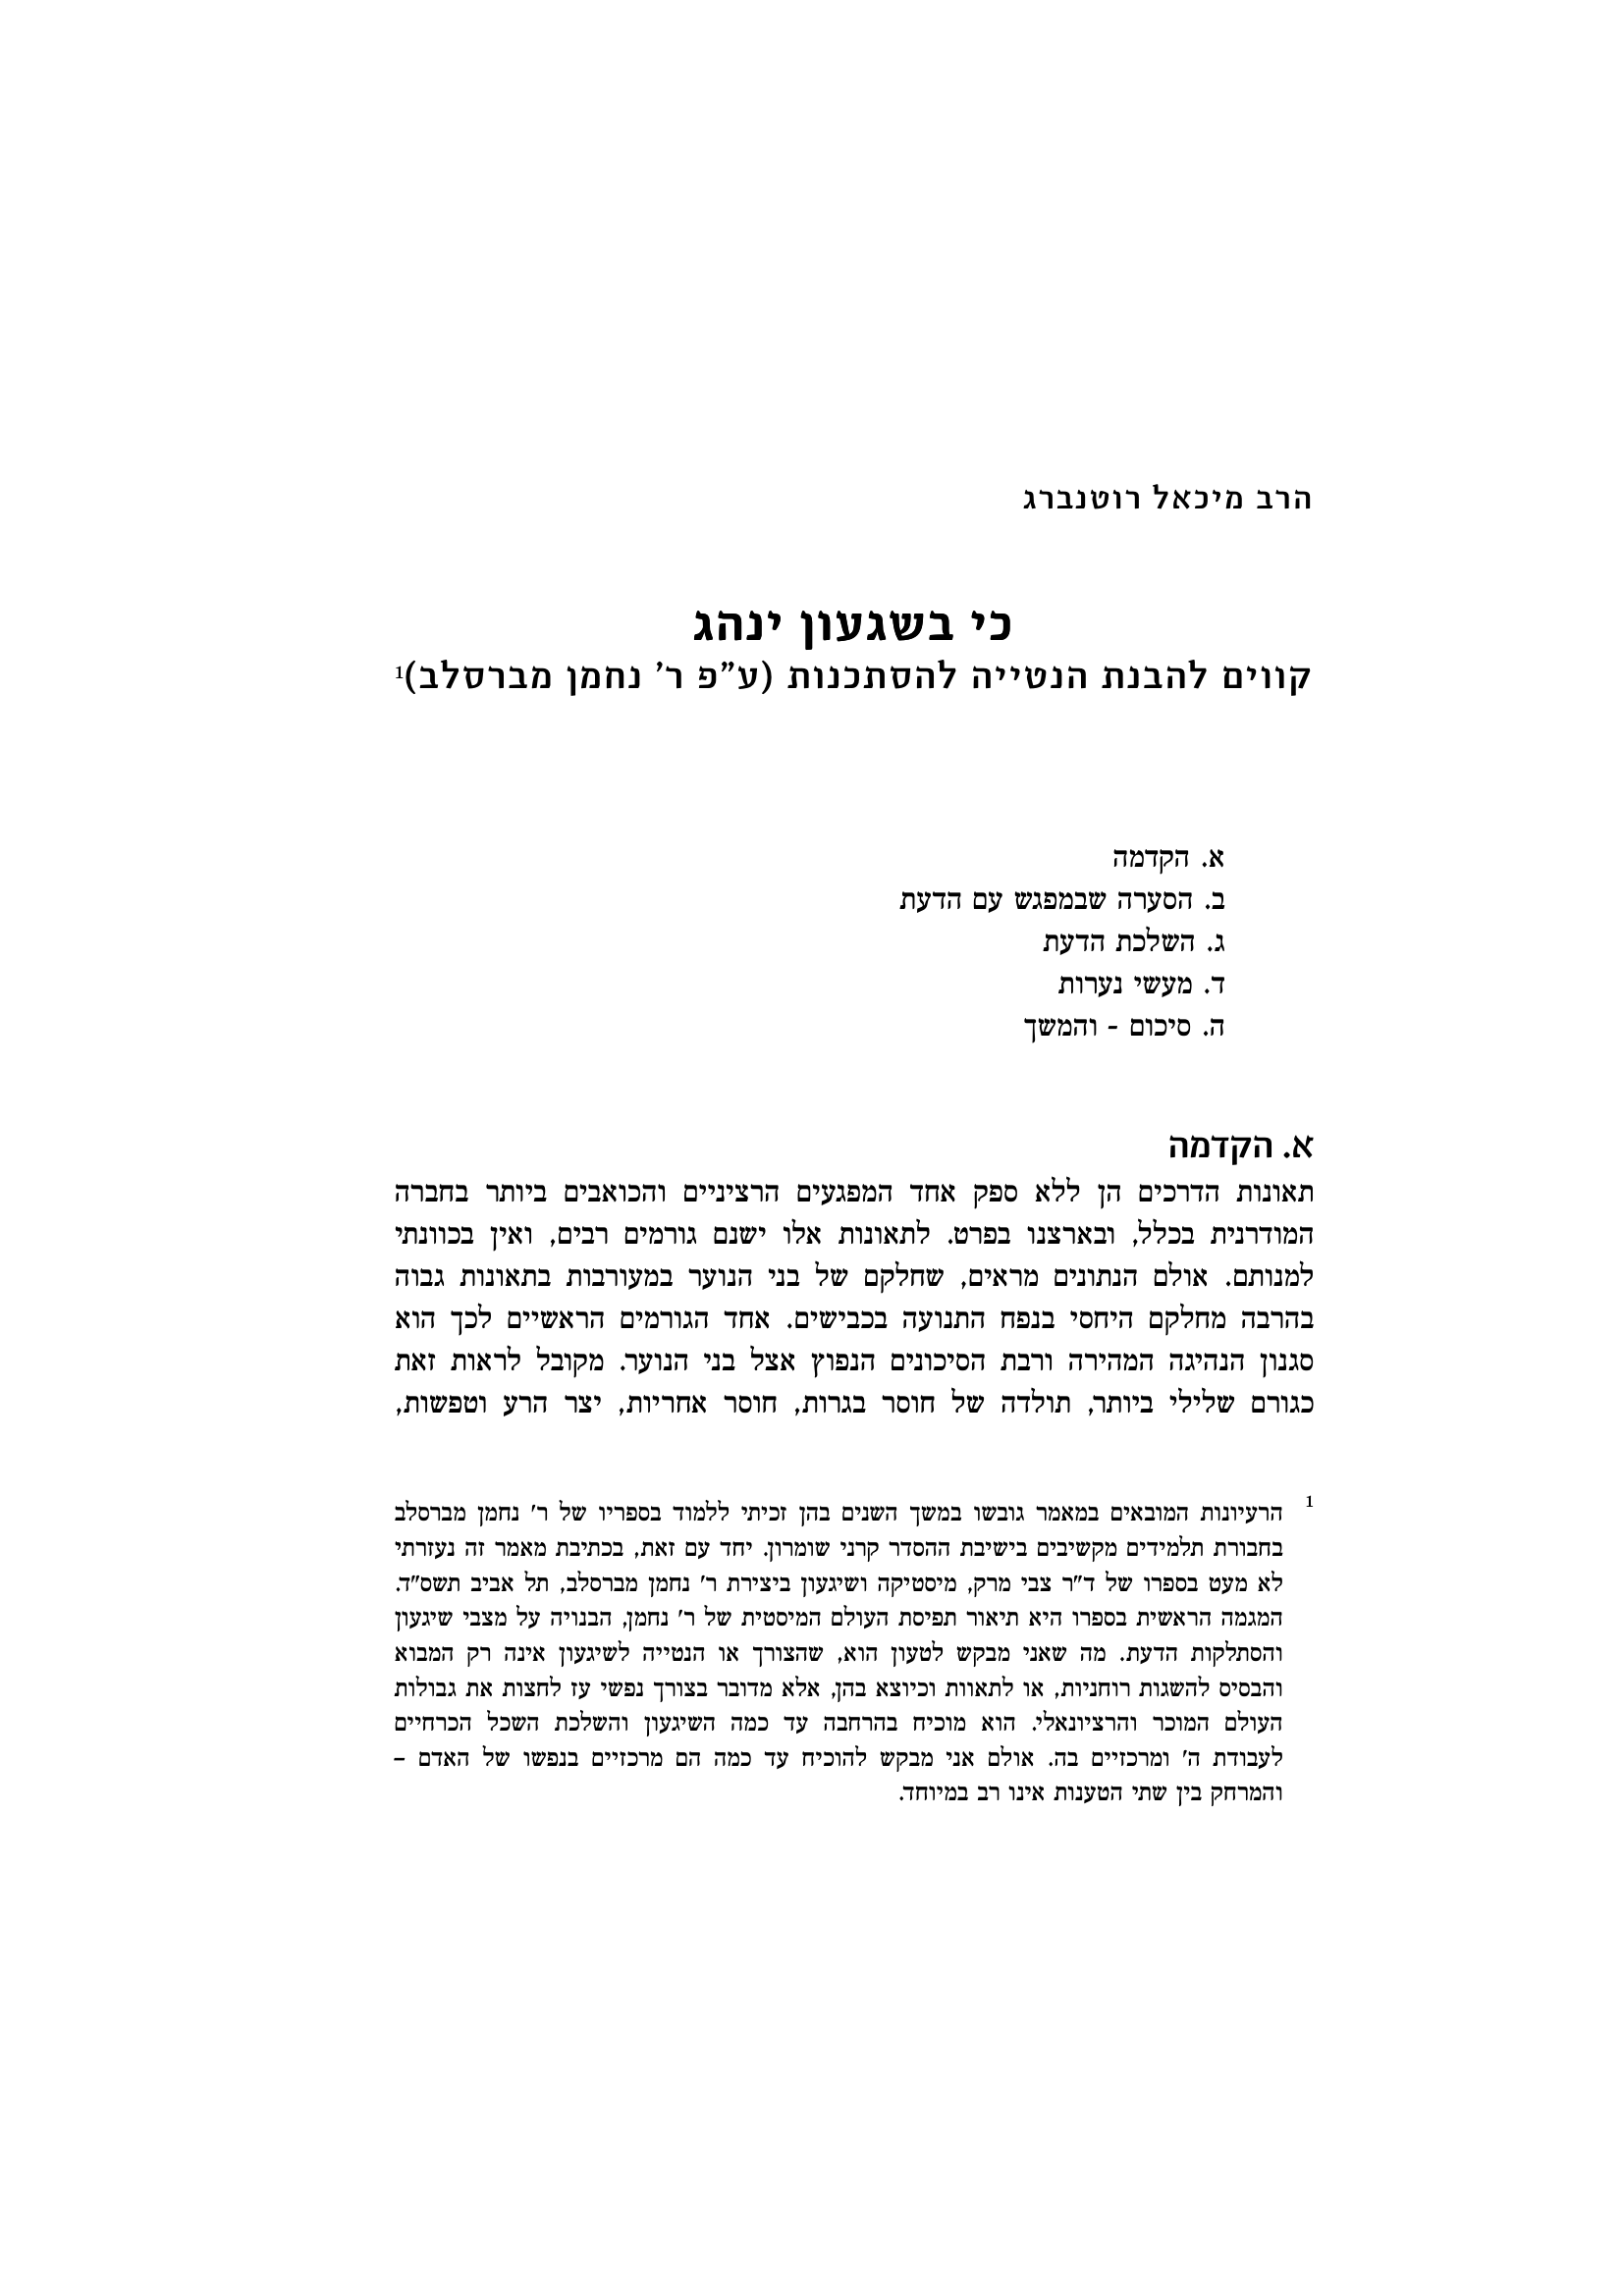 הרב מיכאל רוטנברג
כי בשגעון ינהג
קווים להבנת הנטייה להסתכנות (ע"פ ר' נחמן מברסלב)1
א. הקדמה
ב. הסערה שבמפגש עם הדעת
ג. השלכת הדעת
ד. מעשי נערות
ה. סיכום - והמשך
א. הקדמה
תאונות הדרכים הן ללא ספק אחד המפגעים הרציניים והכואבים ביותר בחברה
המודרנית בכלל, ובארצנו בפרט. לתאונות אלו ישנם גורמים רבים, ואין בכוונתי
למנותם. אולם הנתונים מראים, שחלקם של בני הנוער במעורבות בתאונות גבוה
בהרבה מחלקם היחסי בנפח התנועה בכבישים. אחד הגורמים הראשיים לכך הוא
סגנון הנהיגה המהירה ורבת הסיכונים הנפוץ אצל בני הנוער. מקובל לראות זאת
כגורם שלילי ביותר, תולדה של חוסר בגרות, חוסר אחריות, יצר הרע וטפשות,
1 הרעיונות המובאים במאמר גובשו במשך השנים בהן זכיתי ללמוד בספריו של ר' נחמן מברסלב
בחבורת תלמידים מקשיבים בישיבת ההסדר קרני שומרון. יחד עם זאת, בכתיבת מאמר זה נעזרתי
לא מעט בספרו של ד"ר צבי מרק, מיסטיקה ושיגעון ביצירת ר' נחמן מברסלב, תל אביב תשס"ד.
המגמה הראשית בספרו היא תיאור תפיסת העולם המיסטית של ר' נחמן, הבנויה על מצבי שיגעון
והסתלקות הדעת. מה שאני מבקש לטעון הוא, שהצורך או הנטייה לשיגעון אינה רק המבוא
והבסיס להשגות רוחניות, או לתאוות וכיוצא בהן, אלא מדובר בצורך נפשי עז לחצות את גבולות
העולם המוכר והרציונאלי. הוא מוכיח בהרחבה עד כמה השיגעון והשלכת השכל הכרחיים
לעבודת ה' ומרכזיים בה. אולם אני מבקש להוכיח עד כמה הם מרכזיים בנפשו של האדם –
והמרחק בין שתי הטענות אינו רב במיוחד.